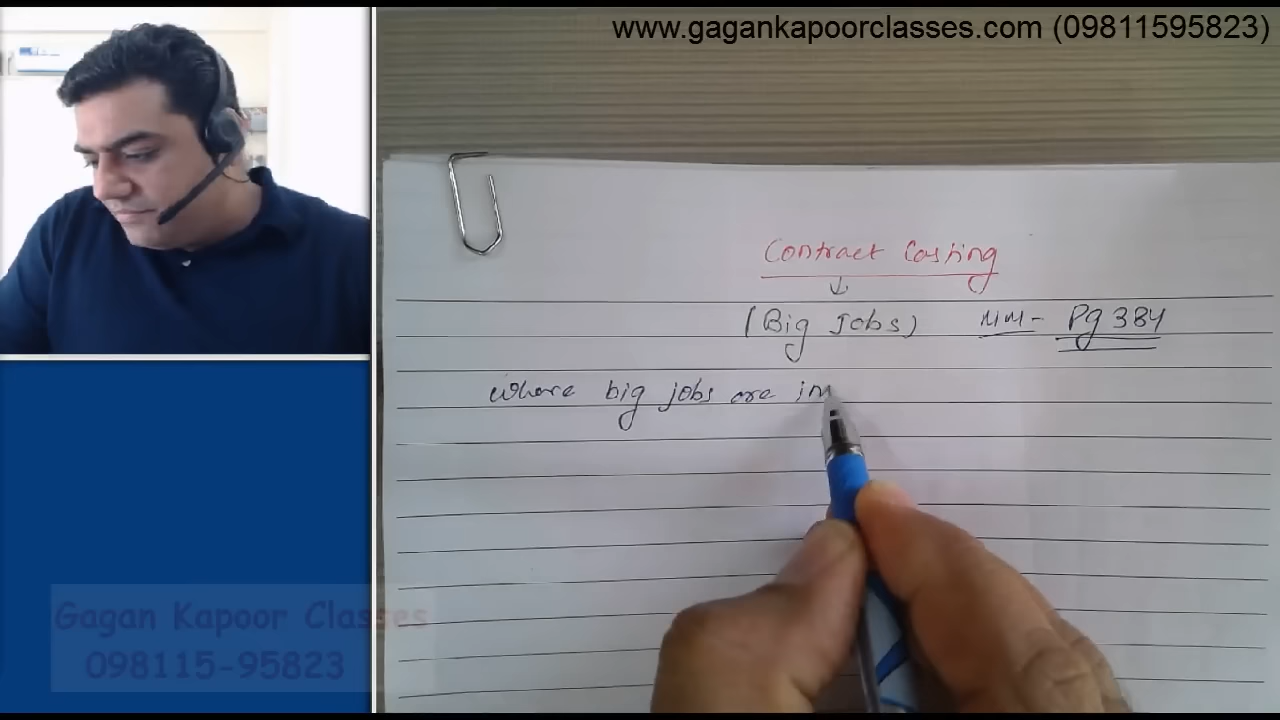 www.gagankapoorclasses.com (09811595823)
Contract Costing
(Big Jobs) MM- Pg 384
where big jobs are
Gagan Kapoor Classes
098115-95823